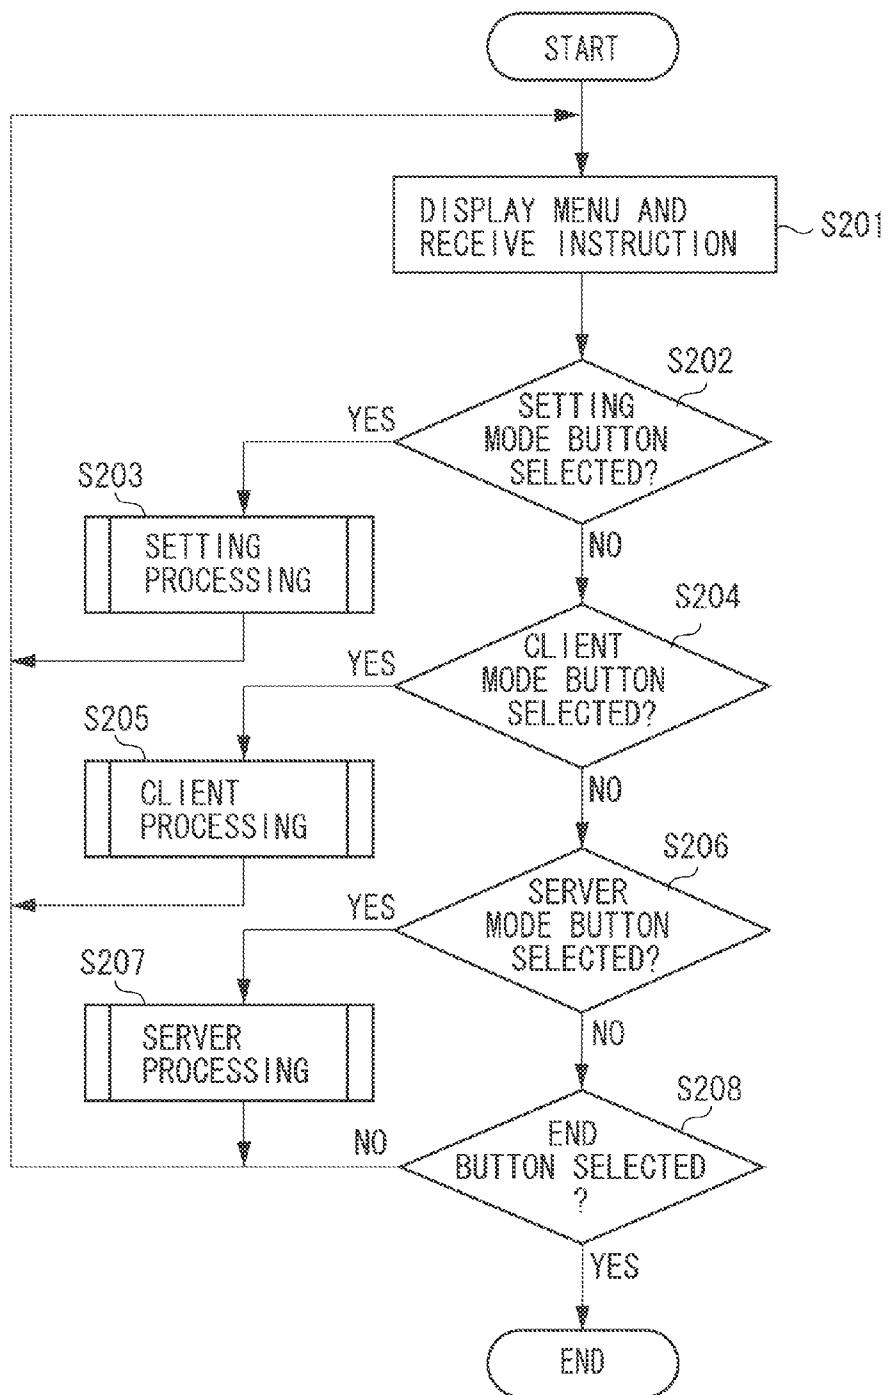 START
DISPLAY MENU AND
RECEIVE INSTRUCTION
S201
S202
SETTING
MODE BUTTON
SELECTED?
YES
NO
S203
SETTING
PROCESSING
S204
CLIENT
MODE BUTTON
SELECTED?
YES
NO
S205
CLIENT
PROCESSING
S206
SERVER
MODE BUTTON
SELECTED?
YES
NO
S207
SERVER
PROCESSING
S208
END
BUTTON SELECTED
?
NO
YES
END